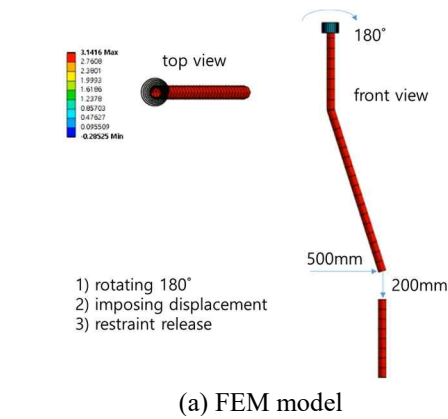 3.1416 Max
2.7608
2.3801
1.9993
1.6186
1.2378
0.85703
0.47627
0.095509
-0.28525 Min
top view
180˚
front view
500mm
200mm
1) rotating 180˚
2) imposing displacement
3) restraint release
(a) FEM model